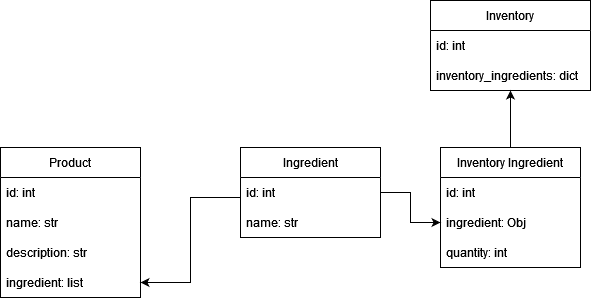 Inventory
id: int
inventory_ingredients: dict
Product
id: int
name: str
description: str
ingredient: list
Ingredient
id: int
name: str
Inventory Ingredient
id: int
ingredient: Obj
quantity: int